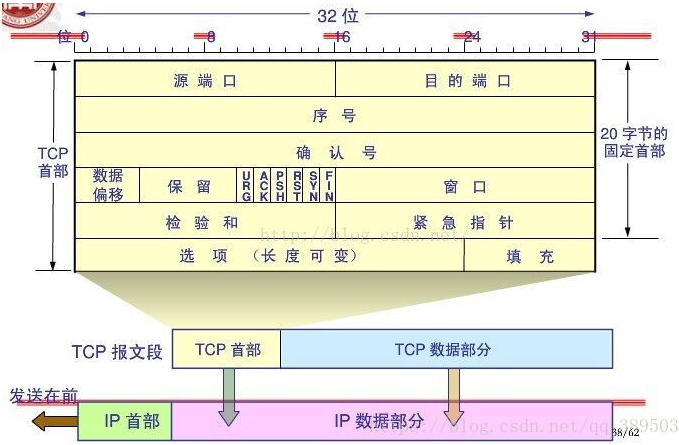 32 位
位 0 8 16 24 31
源 端 口 目 的 端 口
序 号
TCP
首部
20 字节的
固定首部
确 认 号
数据
偏移
保 留
URG
ACK
PSH
RST
SYN
FIN
窗 口
检 验 和 紧 急 指 针
http://blog.csdn.net/
选 项 （长 度 可 变） 填 充
TCP 报文段 TCP 首部 TCP 数据部分
发送在前
IP 首部 IP 数据部分
https://blog.csdn.net/qq_389503
38/62